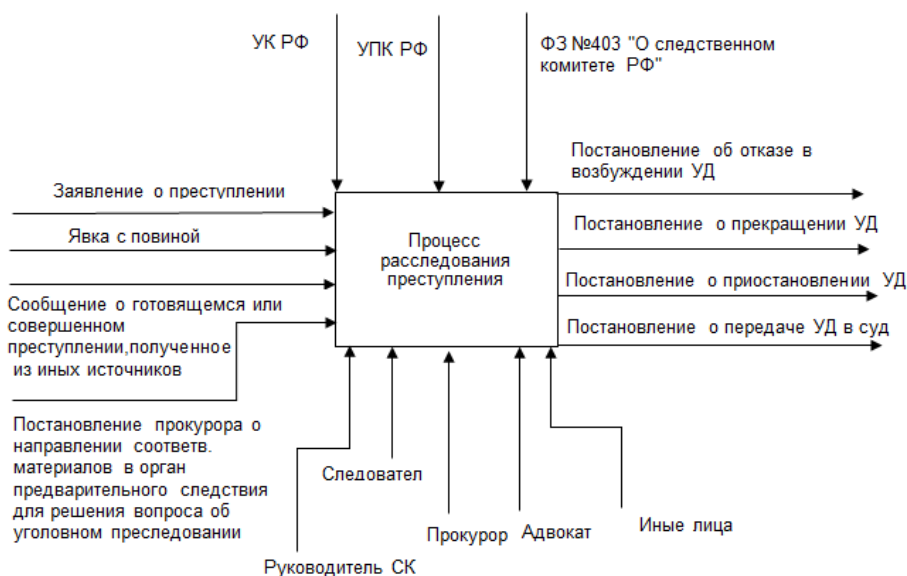 УК РФ
УПК РФ
ФЗ №403 "О следственном
комитете РФ"
Заявление о преступлении
Явка с повиной
Сообщение о готовящемся или
совершенном
преступлении,полученное
из иных источников
Постановление прокурора о
направлении соответв.
материалов в орган
предварительного следствия
для решения вопроса об
уголовном преследовании
Процесс
расследования
преступления
Постановление об отказе в
возбуждении УД
Постановление о прекращении УД
Постановление о приостановлении УД
Постановление о передаче УД в суд
Руководитель СК
Следовател
Прокурор
Адвокат
Иные лица